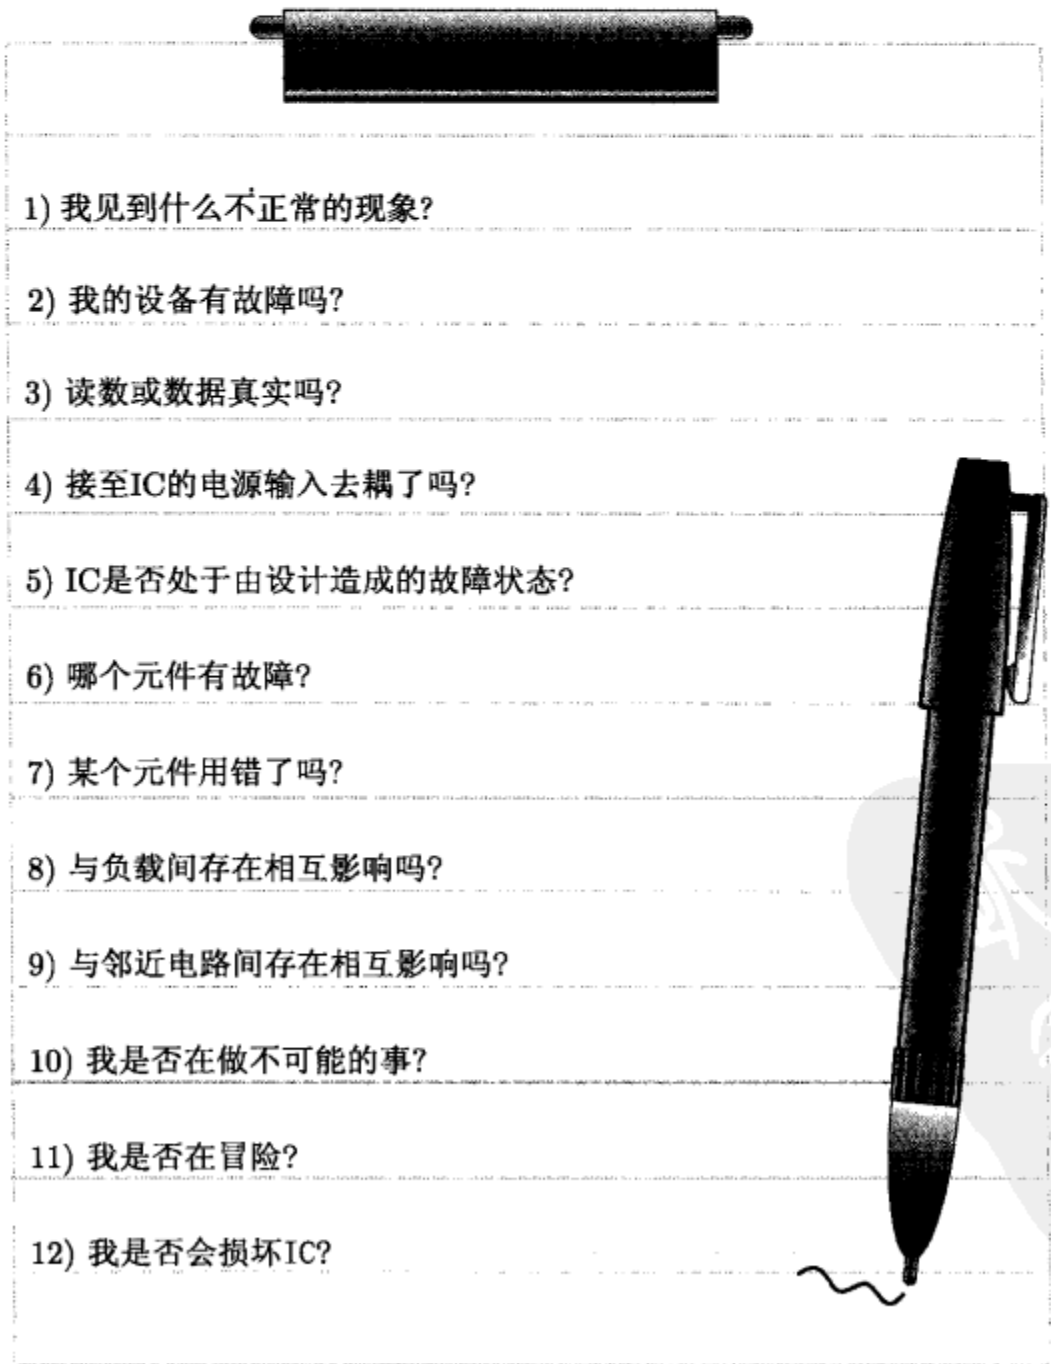 1) 我见到什么不正常的现象?
2) 我的设备有故障吗?
3) 读数或数据真实吗?
4) 接至IC的电源输入去耦了吗?
5) IC是否处于由设计造成的故障状态?
6) 哪个元件有故障?
7) 某个元件用错了吗?
8) 与负载间存在相互影响吗?
9) 与邻近电路间存在相互影响吗?
10) 我是否在做不可能的事?
11) 我是否在冒险?
12) 我是否会损坏IC?